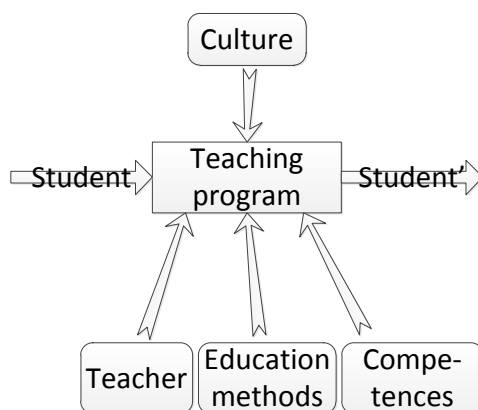 Culture
Student
Teaching
program
Student’
Teacher
Education
methods
Compe-
tences